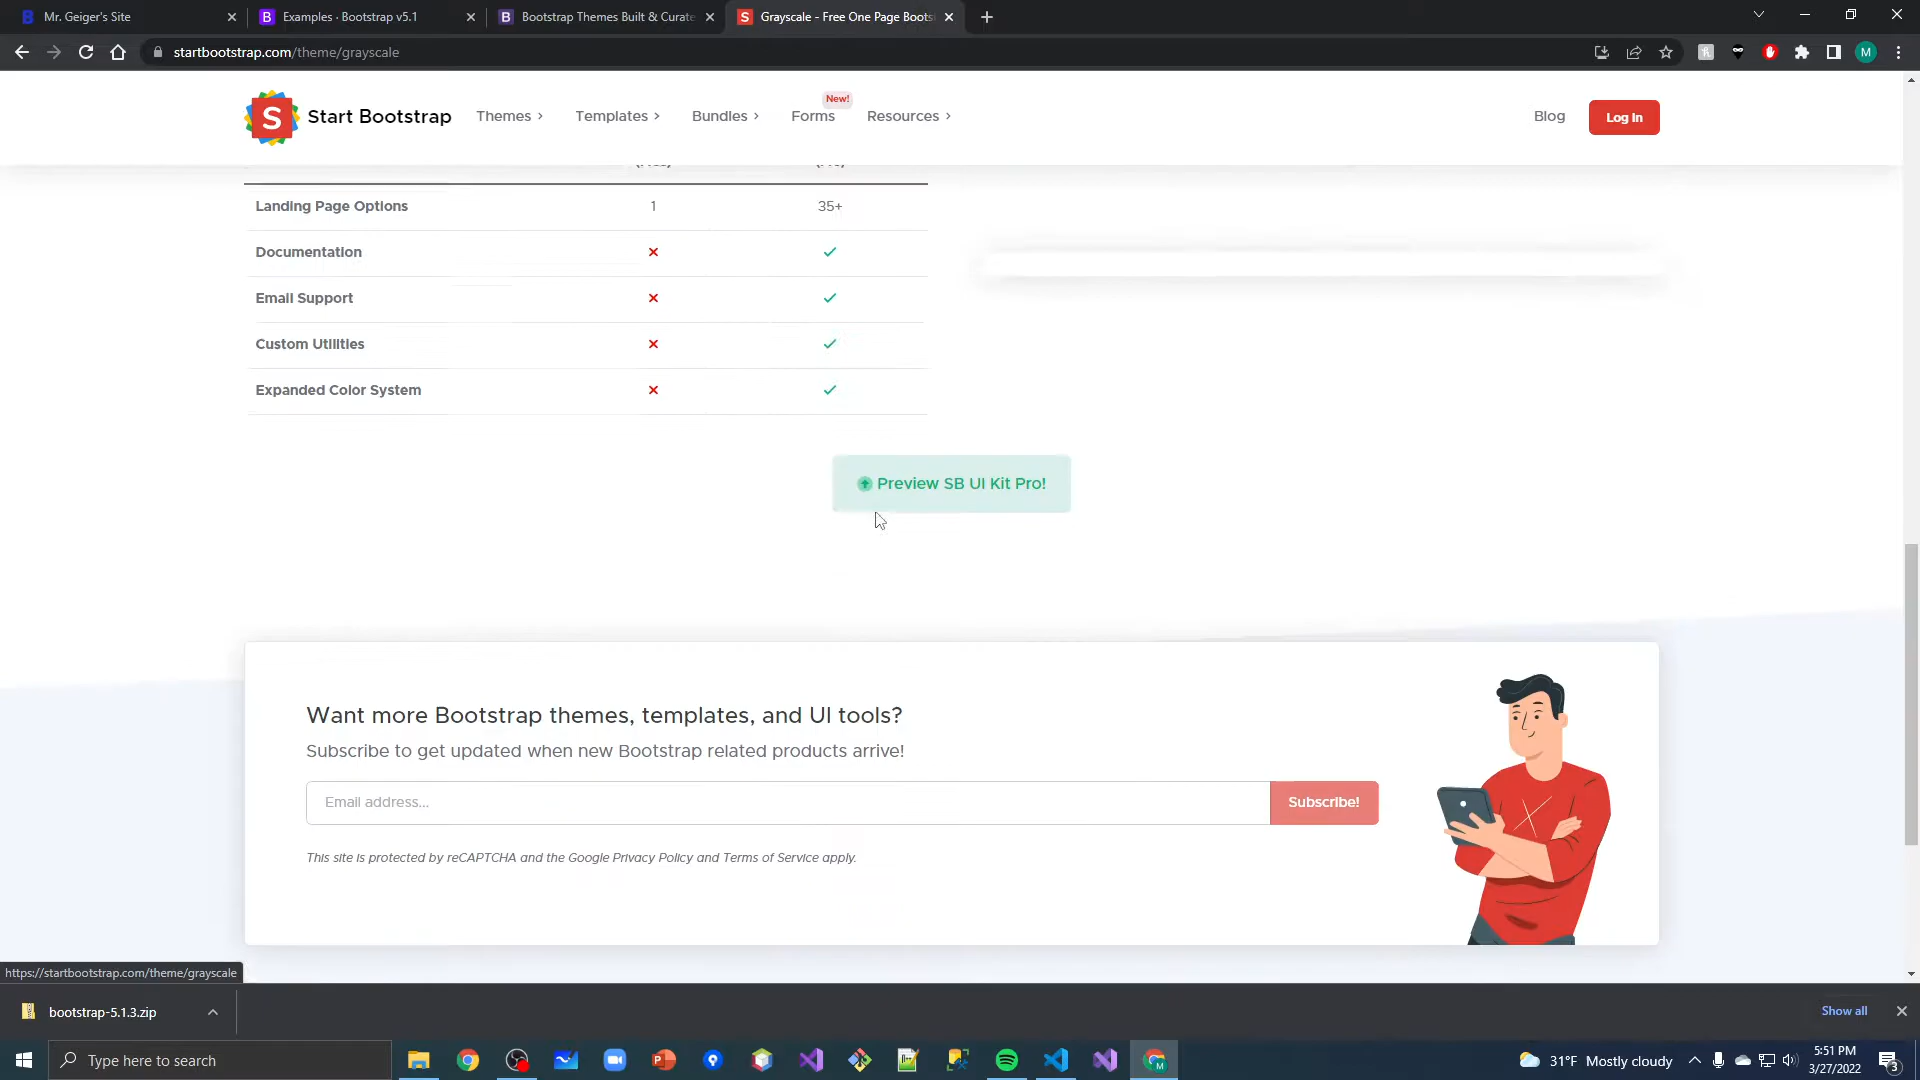 Mr. Geiger's Site
Examples · Bootstrap v5.1
Bootstrap Themes Built & Curate
Grayscale - Free One Page Boots
startbootstrap.com/theme/grayscale
M
S Start Bootstrap
Themes
Templates
Bundles
Forms
New!
Resources
Blog
Log In
Landing Page Options 1 35+
Documentation
Email Support
Custom Utilities
Expanded Color System
Preview SB UI Kit Pro!
Want more Bootstrap themes, templates, and UI tools?
Subscribe to get updated when new Bootstrap related products arrive!
Email address...
Subscribe!
This site is protected by reCAPTCHA and the Google Privacy Policy and Terms of Service apply.
https://startbootstrap.com/theme/grayscale
bootstrap-5.1.3.zip
Show all
Type here to search
31°F Mostly cloudy
5:51 PM
3/27/2022
3